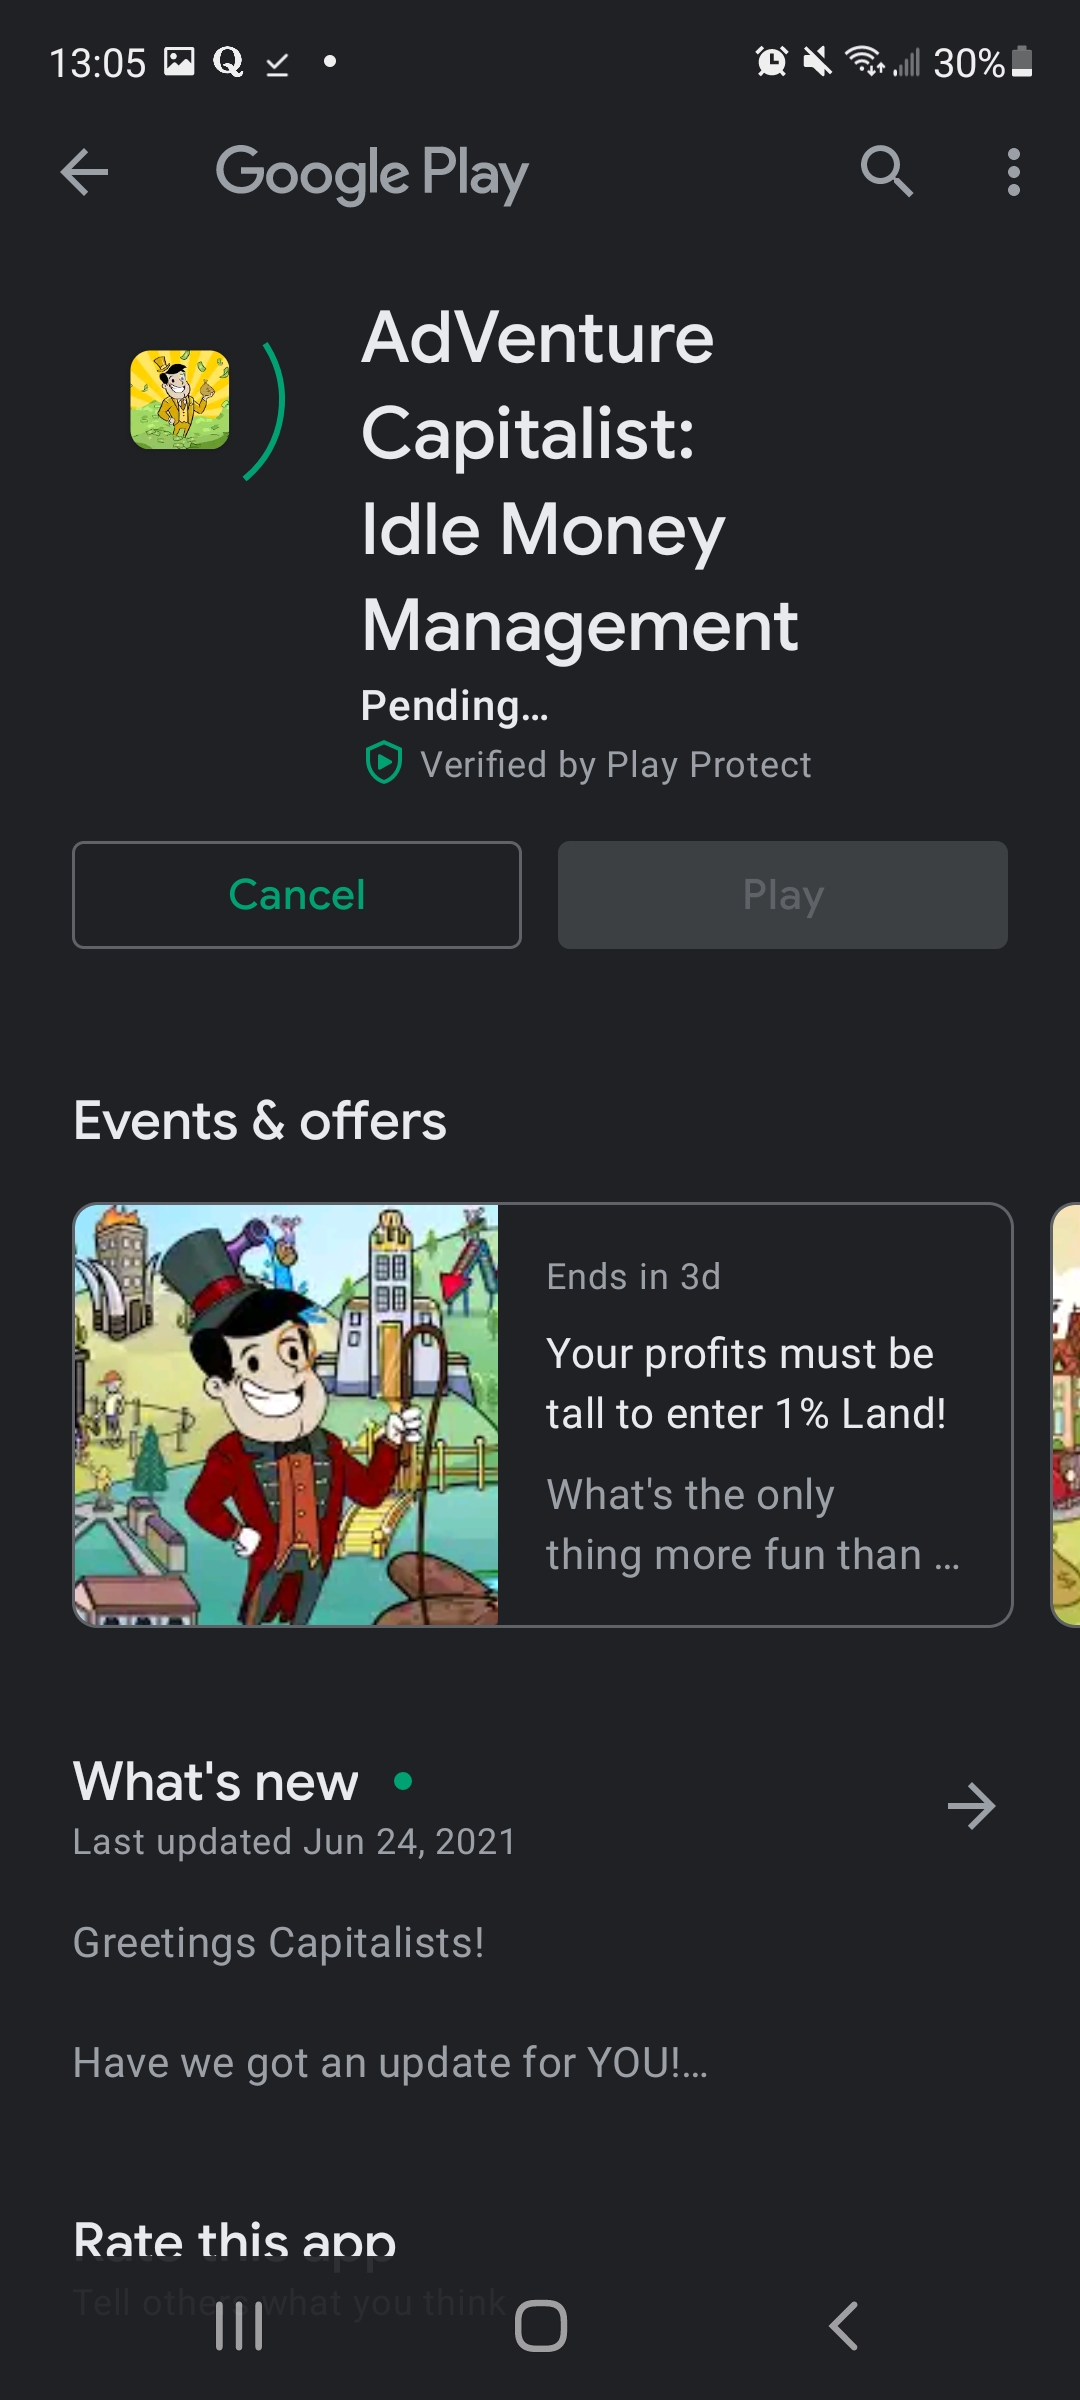 13:05
30%
Google Play
AdVenture
Capitalist:
Idle Money
Management
Pending...
Verified by Play Protect
Cancel
Play
Events & offers
Ends in 3d
Your profits must be
tall to enter 1% Land!
What's the only
thing more fun than ...
What's new
Last updated Jun 24, 2021
Greetings Capitalists!
Have we got an update for YOU!...
Rate this app
Tell others what you think